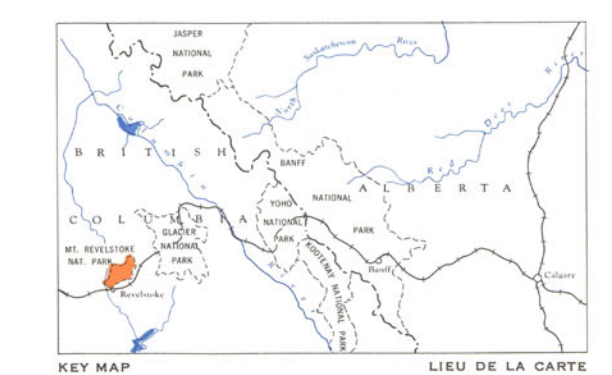 JASPER
NATIONAL
PARK
Saskatchewan River
North
Columbia
BRITISH
BANFF
Red Deer River
ALBERTA
YOHO
NATIONAL
NATIONAL
COLUMBIA
PARK
GLACIER
NATIONAL
PARK
PARK
MT. REVELSTOKE
NAT. PARK
KOOTENAY NATIONAL PARK
Banff
Calgary
Revelstoke
KEY MAP
LIEU DE LA CARTE